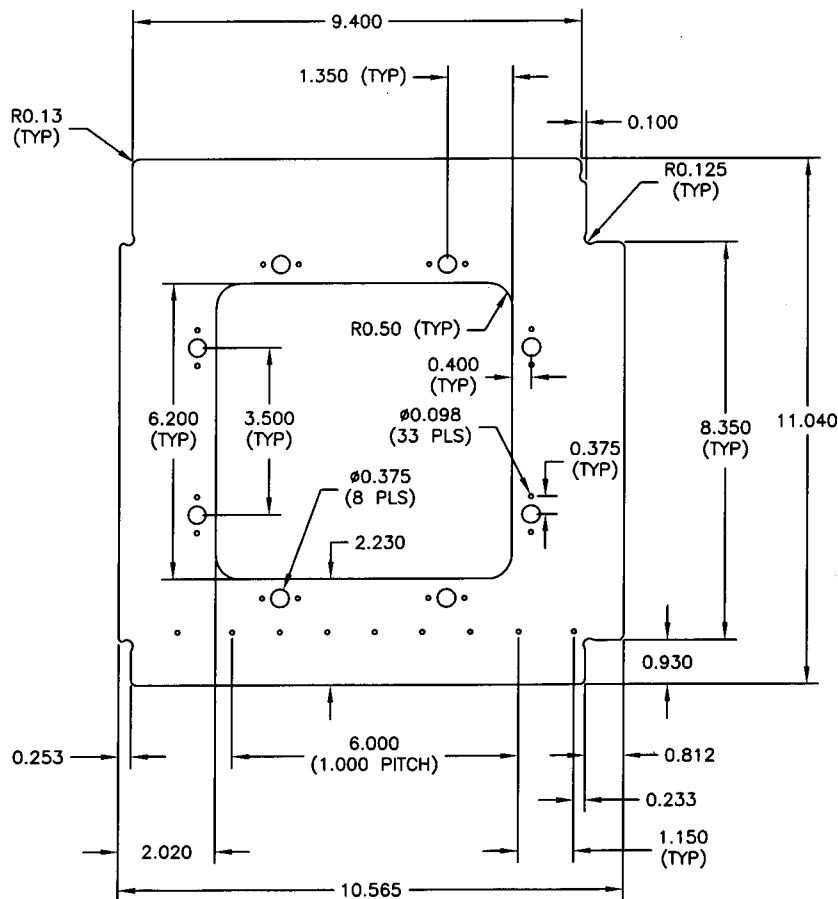 9.400
1.350 (TYP)
R0.13
(TYP)
0.100
R0.125
(TYP)
R0.50 (TYP)
0.400
(TYP)
6.200
(TYP)
3.500
(TYP)
Ø0.098
(33 PLS)
0.375
(TYP)
8.350
(TYP)
11.040
Ø0.375
(8 PLS)
2.230
0.930
0.253
6.000
(1.000 PITCH)
0.812
0.233
2.020
1.150
(TYP)
10.565